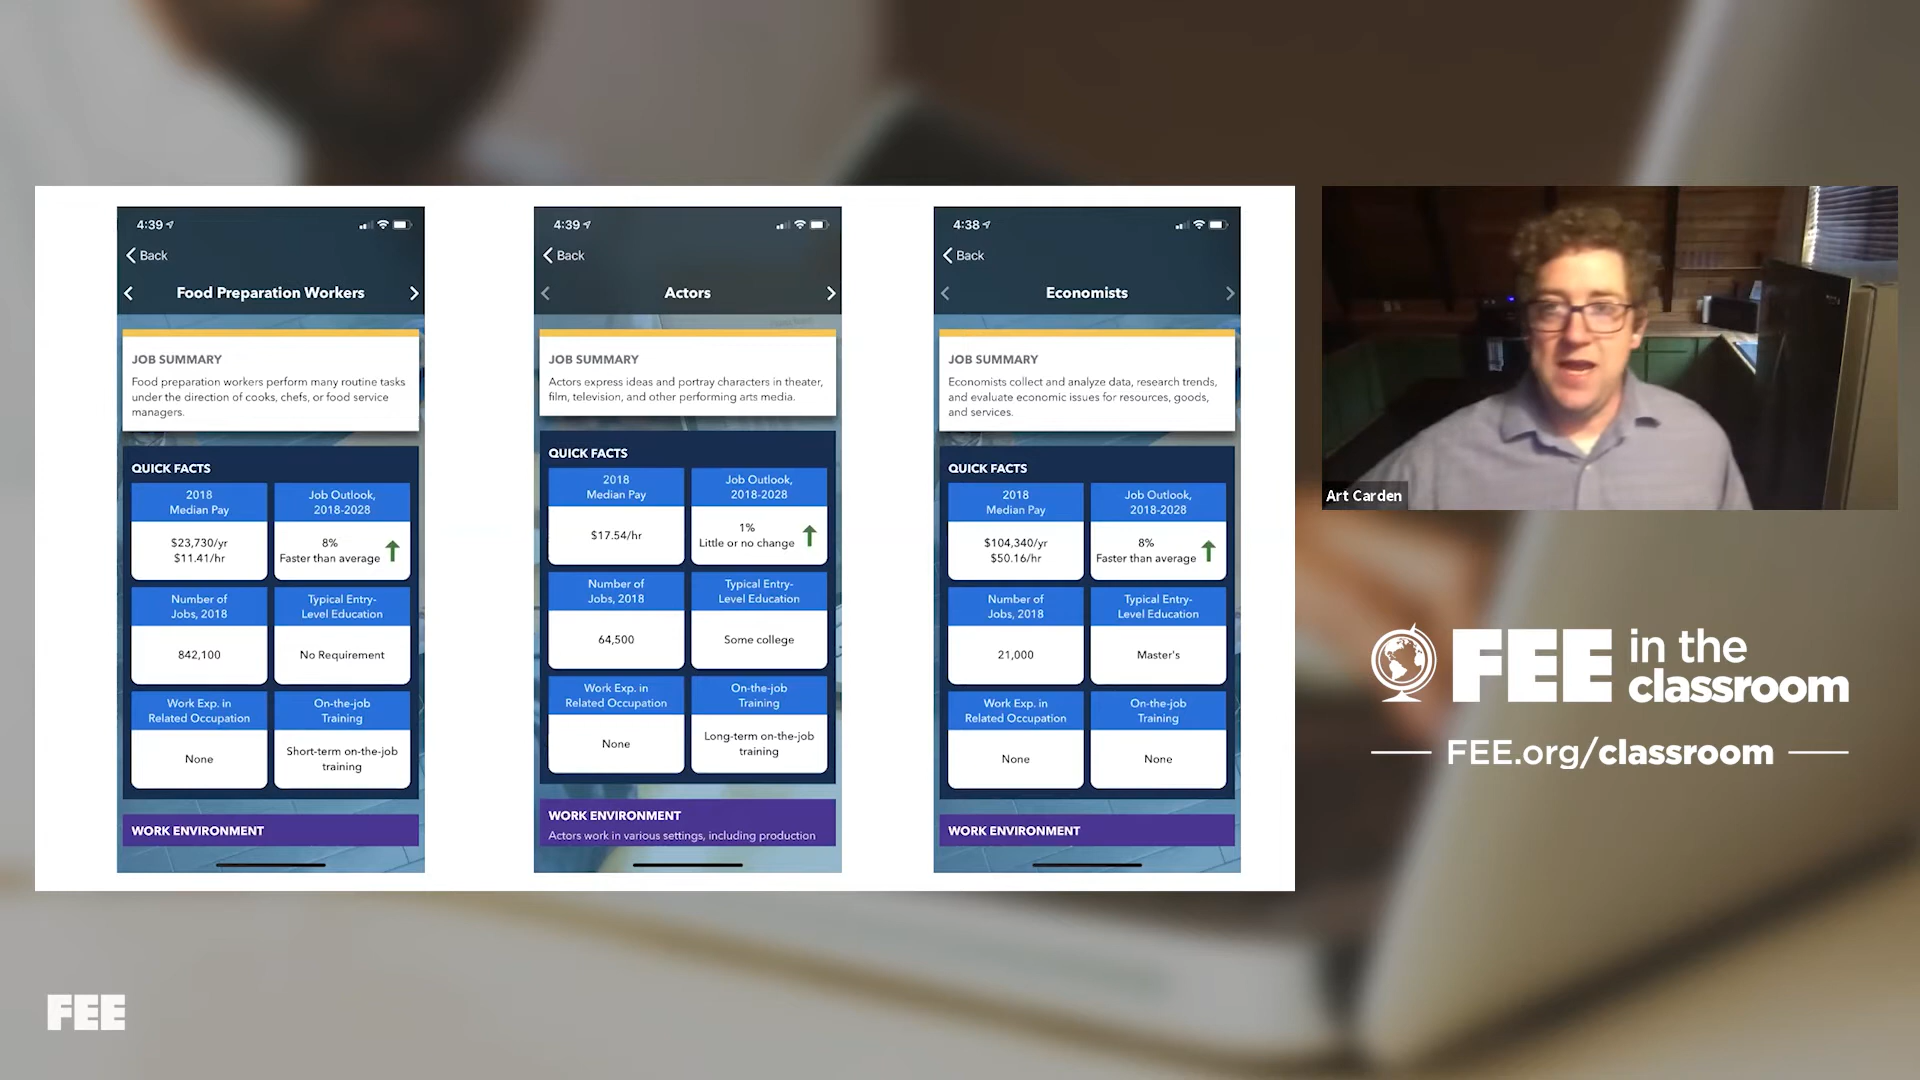 4:39
Back
Food Preparation Workers
JOB SUMMARY
Food preparation workers perform many routine tasks
under the direction of cooks, chefs, or food service
managers.
QUICK FACTS
2018
Median Pay
$23,730/yr
$11.41/hr
Job Outlook,
2018-2028
8%
Faster than average
Number of
Jobs, 2018
842,100
Typical Entry-
Level Education
No Requirement
Work Exp. in
Related Occupation
None
On-the-job
Training
Short-term on-the-job
training
WORK ENVIRONMENT
4:39
Back
Actors
JOB SUMMARY
Actors express ideas and portray characters in theater,
film, television, and other performing arts media.
QUICK FACTS
2018
Median Pay
$17.54/hr
Job Outlook,
2018-2028
1%
Little or no change
Number of
Jobs, 2018
64,500
Typical Entry-
Level Education
Some college
Work Exp. in
Related Occupation
None
On-the-job
Training
Long-term on-the-job
training
WORK ENVIRONMENT
Actors work in various settings, including production
4:38
Back
Economists
JOB SUMMARY
Economists collect and analyze data, research trends,
and evaluate economic issues for resources, goods,
and services.
QUICK FACTS
2018
Median Pay
$104,340/yr
$50.16/hr
Job Outlook,
2018-2028
8%
Faster than average
Number of
Jobs, 2018
21,000
Typical Entry-
Level Education
Master's
Work Exp. in
Related Occupation
None
On-the-job
Training
None
WORK ENVIRONMENT
Art Carden
FEE in the
classroom
FEE.org/classroom
FEE